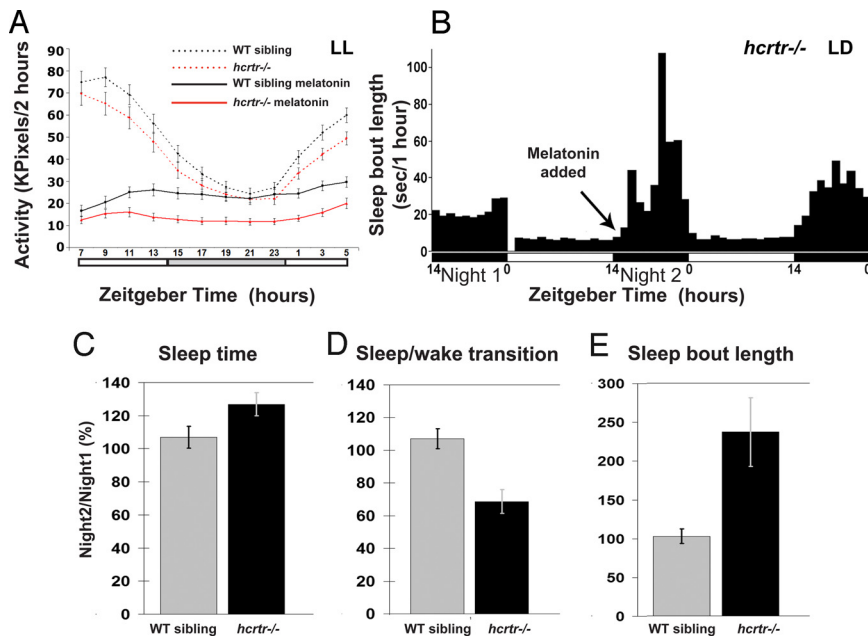 A
LL
WT sibling
hcrtr-/-
WT sibling melatonin
hcrtr-/- melatonin
Activity (KPixels/2 hours)
90
80
70
60
50
40
30
20
10
0
7 9 11 13 15 17 19 21 23 1 3 5
Zeitgeber Time (hours)
B
hcrtr-/- LD
Sleep bout length
(sec/1 hour)
100
80
60
40
20
0
Melatonin
added
14 0 14 0 14 0
Night 1 Night 2
Zeitgeber Time (hours)
C
Sleep time
Night2/Night1 (%)
140
120
100
80
60
40
20
0
WT sibling hcrtr-/-
D
Sleep/wake transition
140
120
100
80
60
40
20
0
WT sibling hcrtr-/-
E
Sleep bout length
300
250
200
150
100
50
0
WT sibling hcrtr-/-